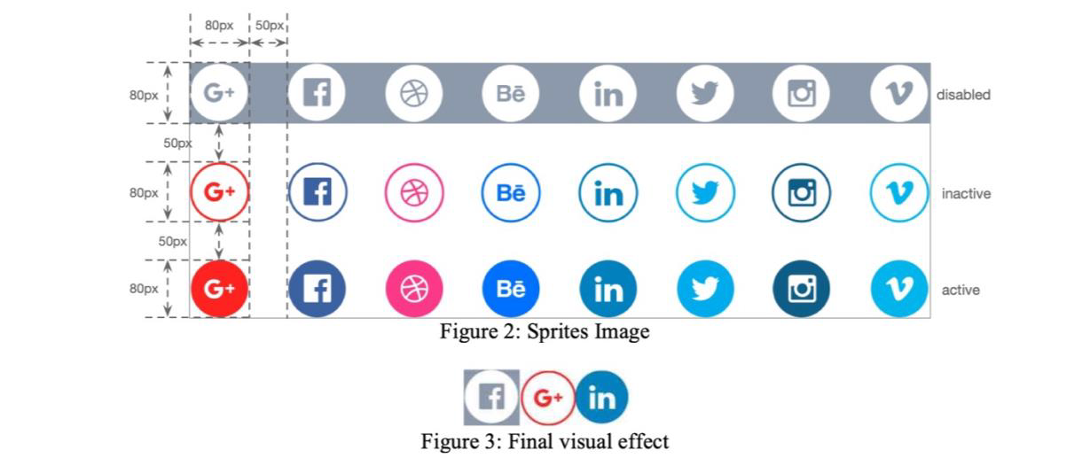 80px 50px
80px G+ Bē in disabled
50px
80px G+ Bē in inactive
50px
80px G+ Bē in active
Figure 2: Sprites Image
G+ in
Figure 3: Final visual effect